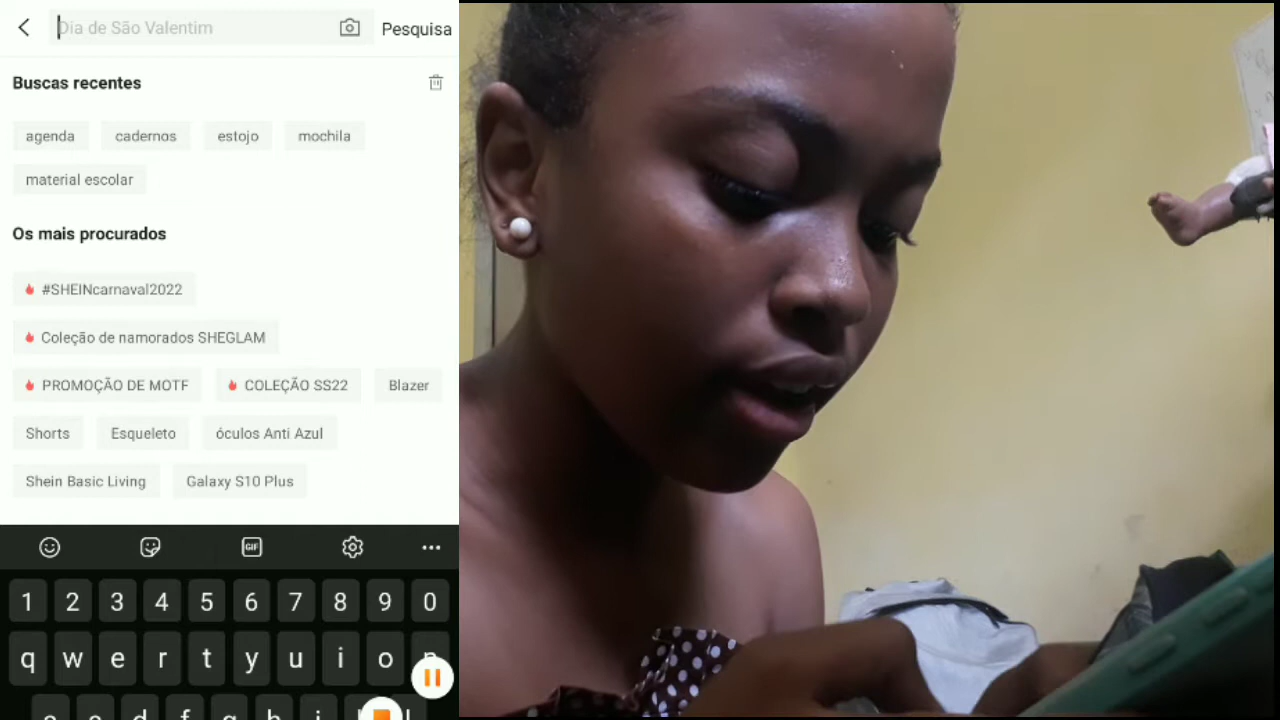 Dia de São Valentim Pesquisa
Buscas recentes
agenda cadernos estojo mochila
material escolar
Os mais procurados
#SHEINcarnaval2022
Coleção de namorados SHEGLAM
PROMOÇÃO DE MOTF COLEÇÃO SS22 Blazer
Shorts Esqueleto óculos Anti Azul
Shein Basic Living Galaxy S10 Plus
GIF
1 2 3 4 5 6 7 8 9 0
q w e r t y u i o p